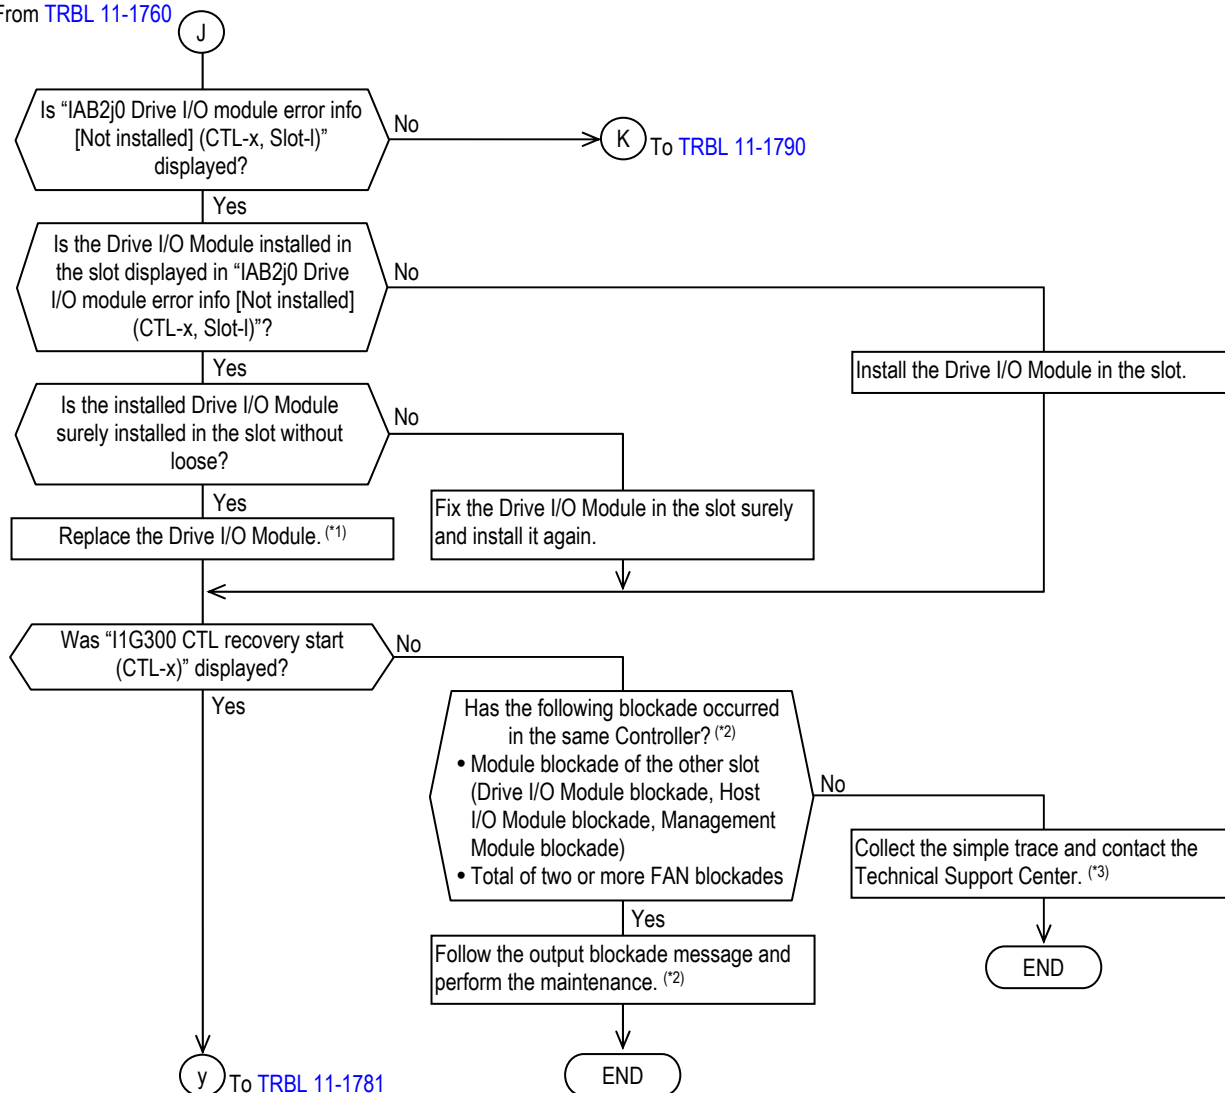 From TRBL 11-1760
J
Is “IAB2j0 Drive I/O module error info
[Not installed] (CTL-x, Slot-l)”
displayed?
No
K
To TRBL 11-1790
Yes
Is the Drive I/O Module installed in
the slot displayed in “IAB2j0 Drive
I/O module error info [Not installed]
(CTL-x, Slot-l)”?
No
Yes
Install the Drive I/O Module in the slot.
Is the installed Drive I/O Module
surely installed in the slot without
loose?
No
Yes
Replace the Drive I/O Module. (*1)
Fix the Drive I/O Module in the slot surely
and install it again.
Was “I1G300 CTL recovery start
(CTL-x)” displayed?
No
Yes
Has the following blockade occurred
in the same Controller? (*2)
• Module blockade of the other slot
(Drive I/O Module blockade, Host
I/O Module blockade, Management
Module blockade)
• Total of two or more FAN blockades
No
Collect the simple trace and contact the
Technical Support Center. (*3)
Yes
Follow the output blockade message and
perform the maintenance. (*2)
END
END
y
To TRBL 11-1781